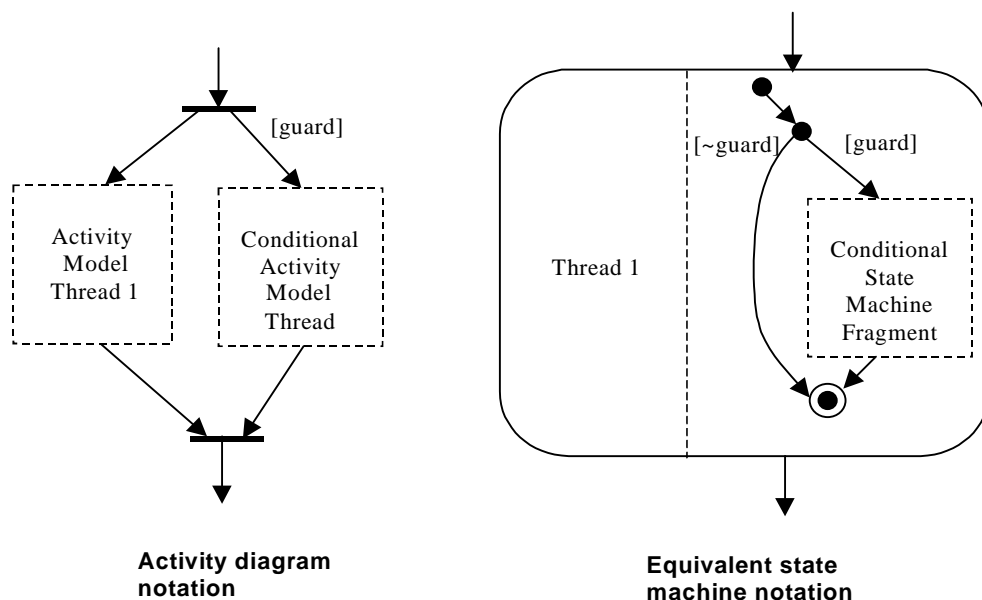 [guard]
Activity
Model
Thread 1
Conditional
Activity
Model
Thread
Activity diagram
notation
[~guard]
[guard]
Thread 1
Conditional
State
Machine
Fragment
Equivalent state
machine notation